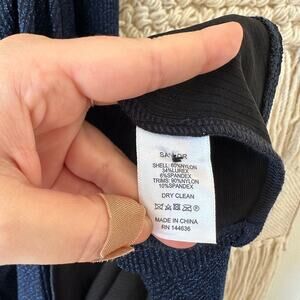 SHELL: 60%NYLON
34%LUREX
6%SPANDEX
TRIMS: 90%NYLON
10%SPANDEX
DRY CLEAN
MADE IN CHINA
RN 144636